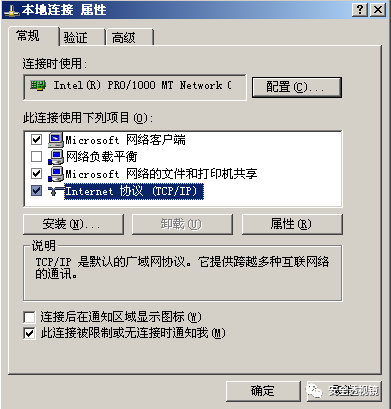 本地连接 属性
常规 验证 高级
连接时使用:
Intel(R) PRO/1000 MT Network (
配置(C)...
此连接使用下列项目(O):
Microsoft 网络客户端
网络负载平衡
Microsoft 网络的文件和打印机共享
Internet 协议 (TCP/IP)
安装(N)... 卸载(U) 属性(R)
说明
TCP/IP 是默认的广域网协议。它提供跨越多种互联网络
的通讯。
连接后在通知区域显示图标(W)
此连接被限制或无连接时通知我(M)
确定
安全透视镜